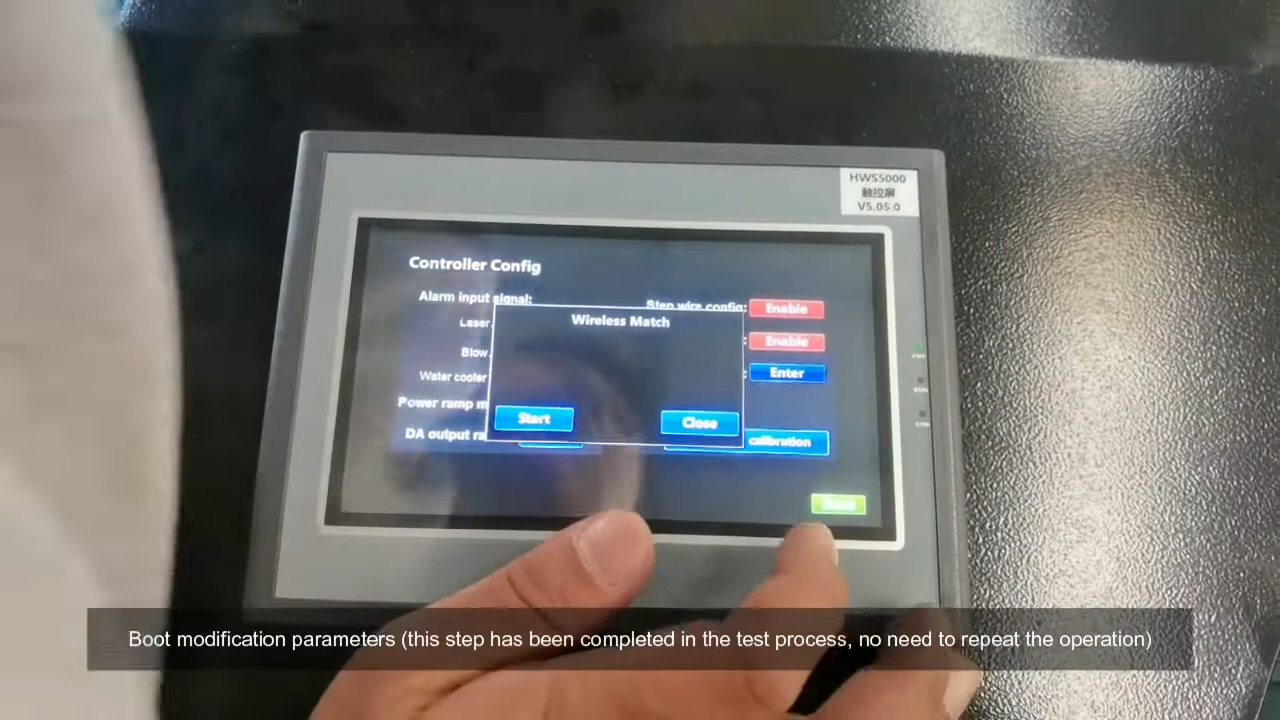 HWS5000
触控屏
V5.05.0
Controller Config
Alarm input signal:
Step wire config:
Enable
Wireless Match
Laser
Enable
Blow
Water cooler
Enter
Power ramp m
Start
Close
DA output ra
calibration
Boot modification parameters (this step has been completed in the test process, no need to repeat the operation)